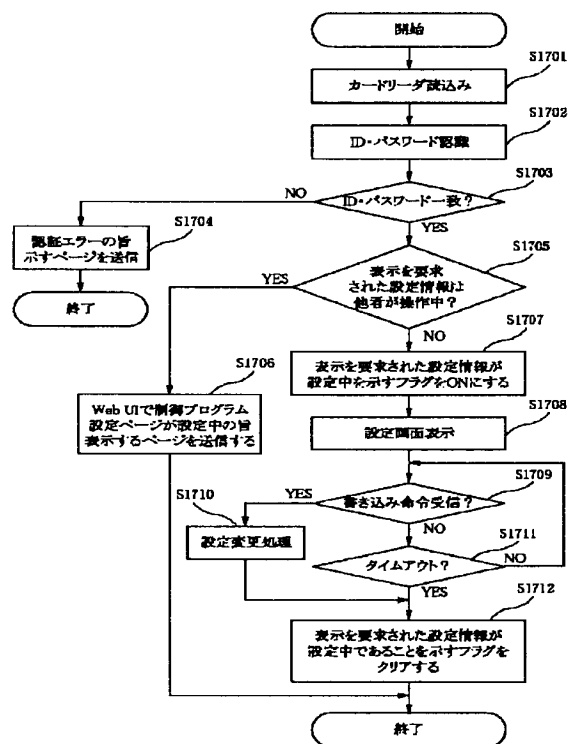 開始
S1701
カードリーダ読込み
S1702
ID・パスワード認識
S1703
ID・パスワード一致？
NO
YES
S1704
認証エラーの旨
示すページを送信
終了
S1705
表示を要求
された設定情報は
他者が操作中？
YES
NO
S1706
Web UIで制御プログラム
設定ページが設定中の旨
表示するページを送信する
S1707
表示を要求された設定情報が
設定中を示すフラグをONにする
S1708
設定画面表示
S1709
書き込み命令受信？
YES
NO
S1710
設定変更処理
S1711
タイムアウト？
NO
YES
S1712
表示を要求された設定情報が
設定中であることを示すフラグを
クリアする
終了